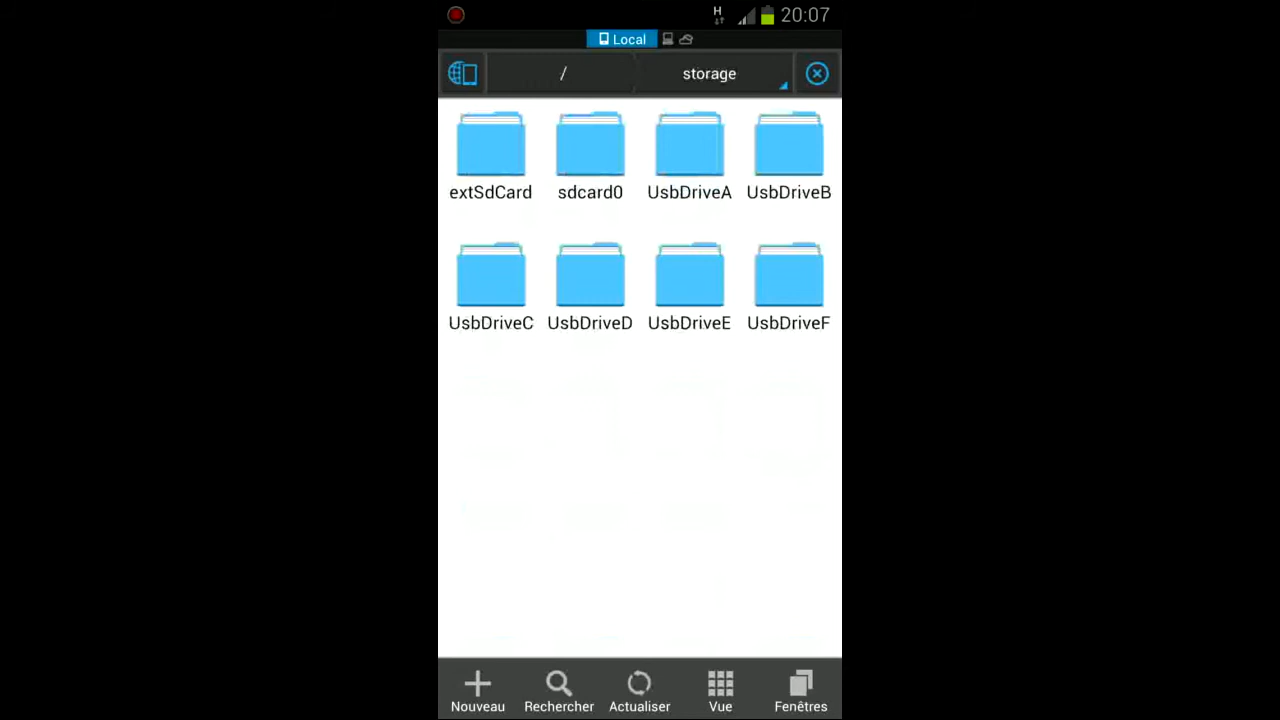 H 20:07
Local
/ storage
extSdCard sdcard0 UsbDriveA UsbDriveB
UsbDriveC UsbDriveD UsbDriveE UsbDriveF
Nouveau Rechercher Actualiser Vue Fenêtres